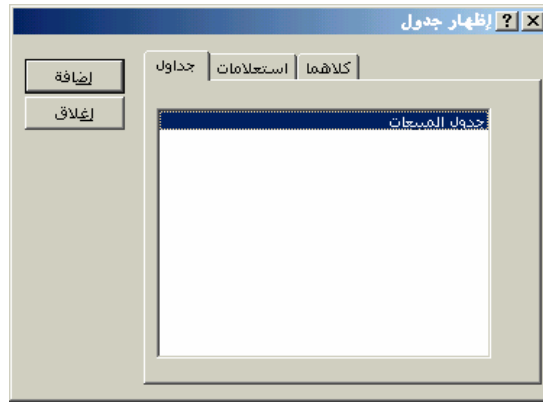 إظهار جدول
جداول استعلامات كلاهما
إضافة
إغلاق
جدول المبيعات